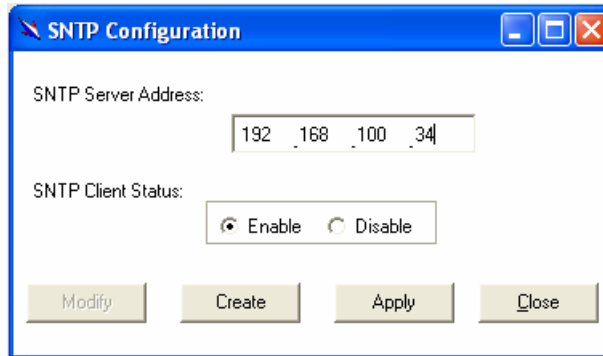 SNTP Configuration
SNTP Server Address:
192 .168 .100 .34
SNTP Client Status:
Enable Disable
Modify Create Apply Close